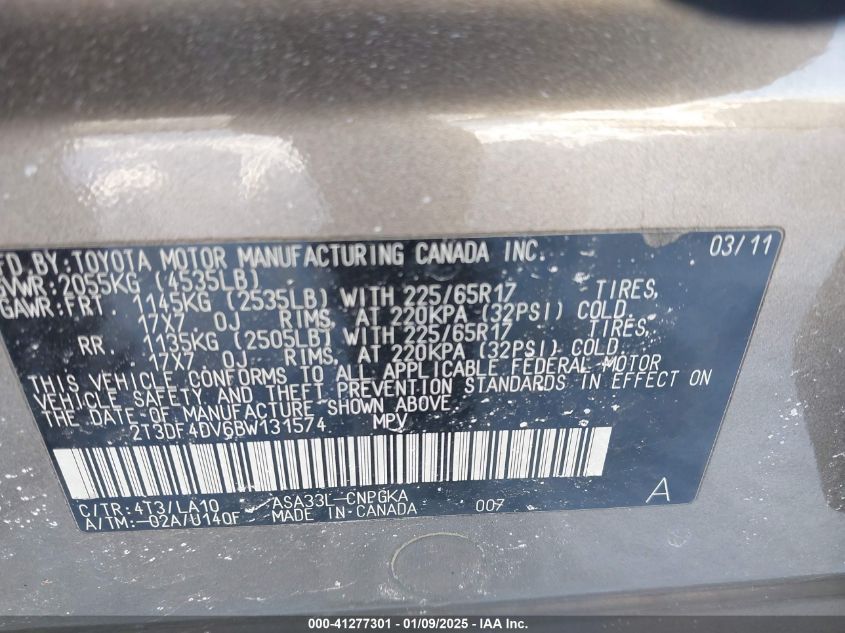 FD BY:TOYOTA MOTOR MANUFACTURING CANADA INC. 03/11
GVWR:2055KG (4535LB)
GAWR:FRT. 1145KG (2535LB) WITH 225/65R17 TIRES,
17X7.0J RIMS, AT 220KPA (32PSI) COLD.
RR. 1135KG (2505LB) WITH 225/65R17 TIRES,
17X7.0J RIMS, AT 220KPA (32PSI) COLD.
THIS VEHICLE CONFORMS TO ALL APPLICABLE FEDERAL MOTOR
VEHICLE SAFETY AND THEFT PREVENTION STANDARDS IN EFFECT ON
THE DATE OF MANUFACTURE SHOWN ABOVE.
2T3DF4DV6BW131574 MPV
C/TR:4T3/LA10 ASA33L-CNPGKA
A/TM:-02A/U140F MADE IN CANADA 007 A
000-41277301 - 01/09/2025 - IAA Inc.